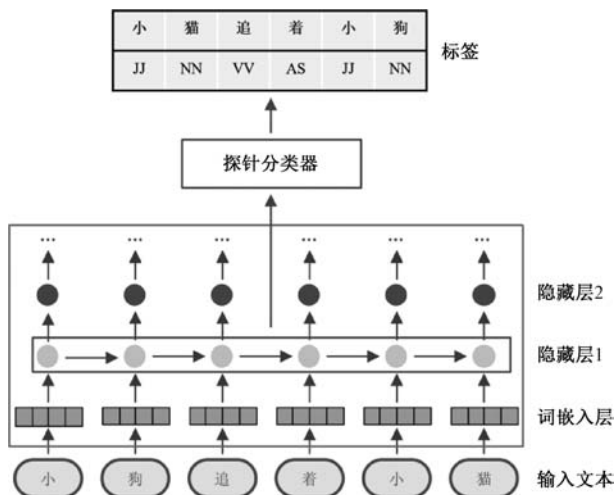 小 猫 追 着 小 狗
JJ NN VV AS JJ NN
标签
探针分类器
... ... ... ... ... ...
隐藏层2
隐藏层1
词嵌入层
小 狗 追 着 小 猫
输入文本